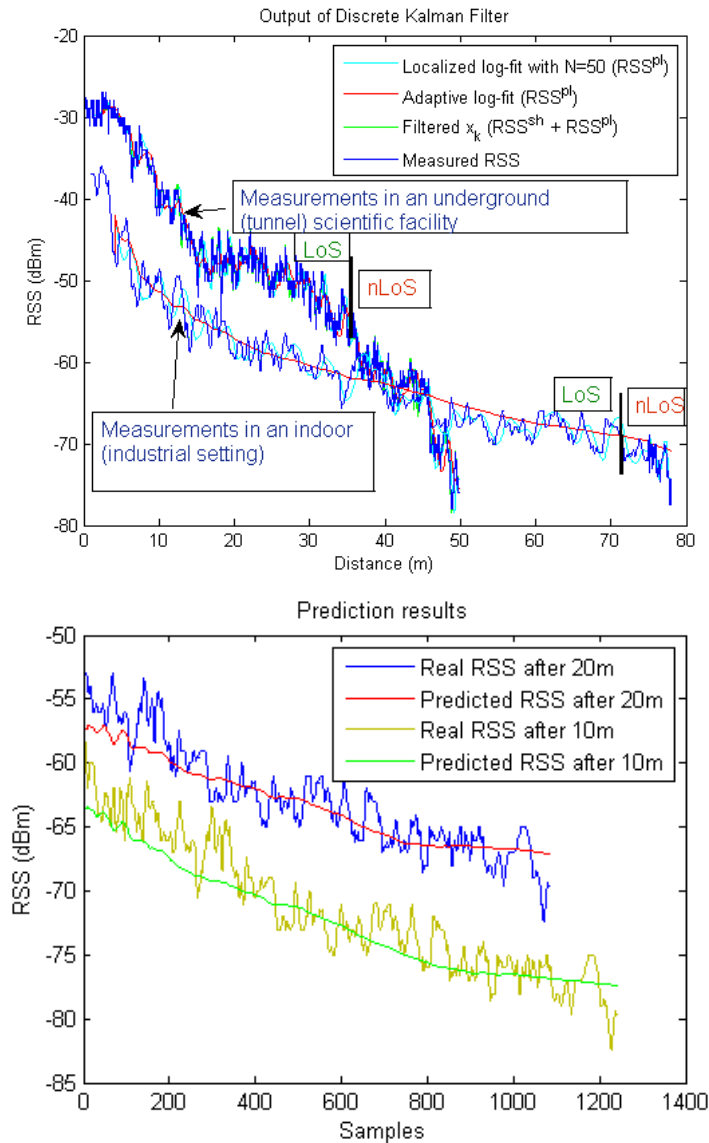 Output of Discrete Kalman Filter
-20
-30
-40
-50
-60
-70
-80
RSS (dBm)
Localized log-fit with N=50 (RSS^pl)
Adaptive log-fit (RSS^pl)
Filtered x_k (RSS^sh + RSS^pl)
Measured RSS
Measurements in an underground
(tunnel) scientific facility
LoS
nLoS
LoS
nLoS
Measurements in an indoor
(industrial setting)
0 10 20 30 40 50 60 70 80
Distance (m)
Prediction results
-50
-55
-60
-65
-70
-75
-80
-85
RSS (dBm)
Real RSS after 20m
Predicted RSS after 20m
Real RSS after 10m
Predicted RSS after 10m
0 200 400 600 800 1000 1200 1400
Samples